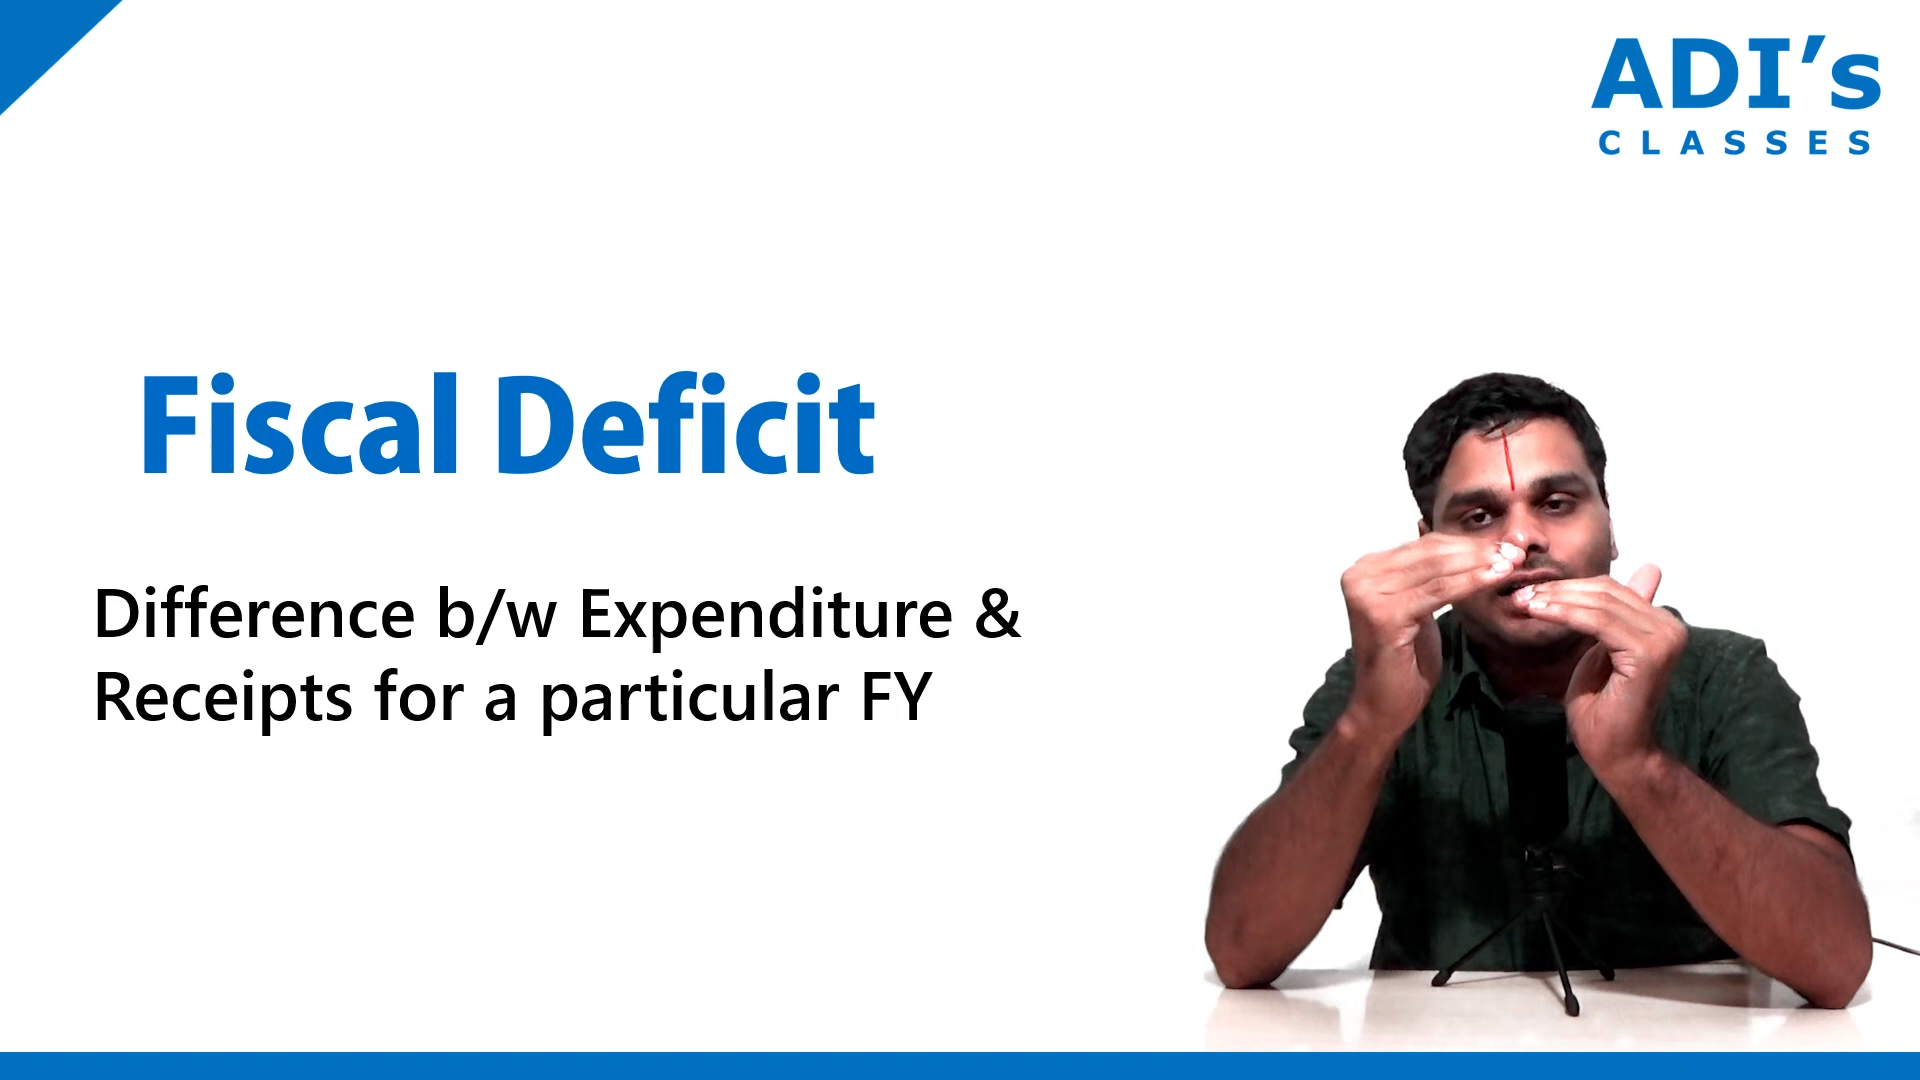 ADI's
CLASSES
Fiscal Deficit
Difference b/w Expenditure &
Receipts for a particular FY